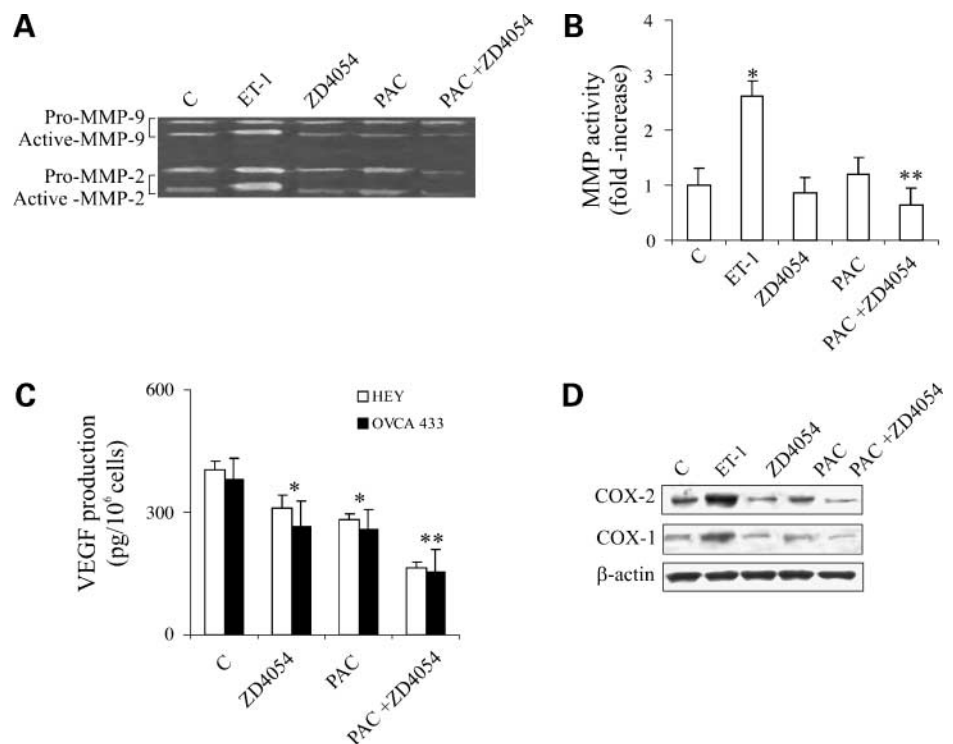 A
C
ET-1
ZD4054
PAC
PAC +ZD4054
Pro-MMP-9
Active-MMP-9
Pro-MMP-2
Active -MMP-2
B
MMP activity
(fold -increase)
4
3
2
1
0
*
**
C
ET-1
ZD4054
PAC
PAC +ZD4054
C
VEGF production
(pg/10⁶ cells)
600
300
0
HEY
OVCA 433
*
*
**
C
ZD4054
PAC
PAC +ZD4054
D
C
ET-1
ZD4054
PAC
PAC +ZD4054
COX-2
COX-1
β-actin